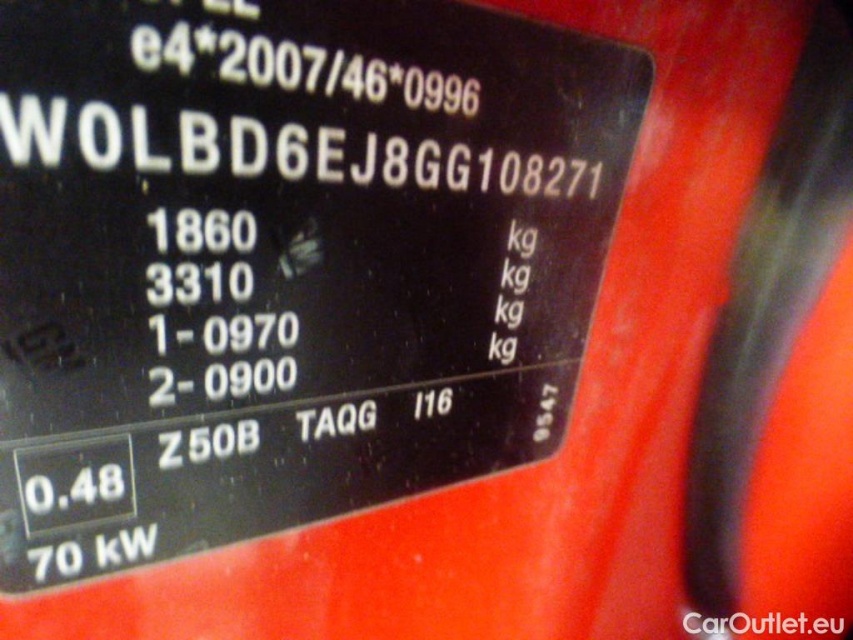 e4*2007/46*0996
W0LBD6EJ8GG108271
1860 kg
3310 kg
1-0970 kg
2-0900 kg
Z50B TAQG I16
9547
0.48
70 kW
CarOutlet.eu